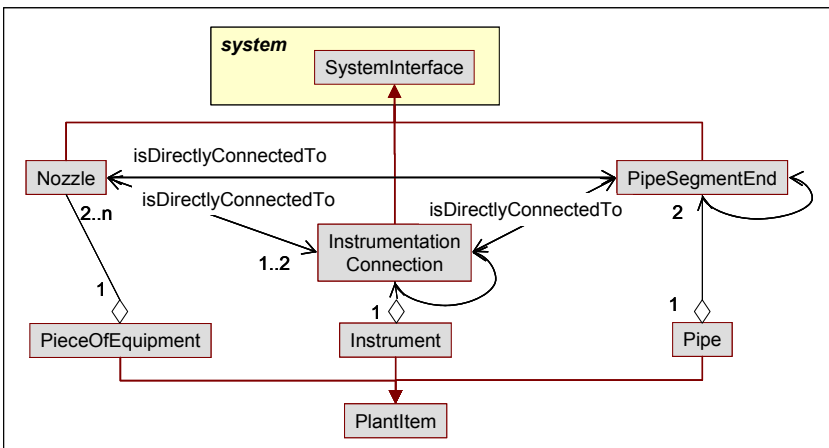 system
SystemInterface
isDirectlyConnectedTo
Nozzle
PipeSegmentEnd
isDirectlyConnectedTo
isDirectlyConnectedTo
2..n
2
Instrumentation
Connection
1..2
1
1
1
PieceOfEquipment
Instrument
Pipe
PlantItem